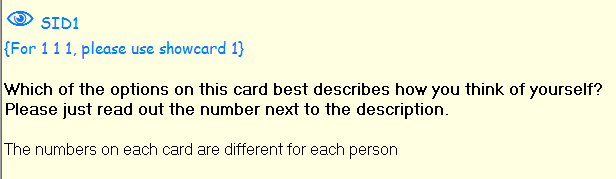 SID1
{For 1 1 1, please use showcard 1}
Which of the options on this card best describes how you think of yourself?
Please just read out the number next to the description.
The numbers on each card are different for each person